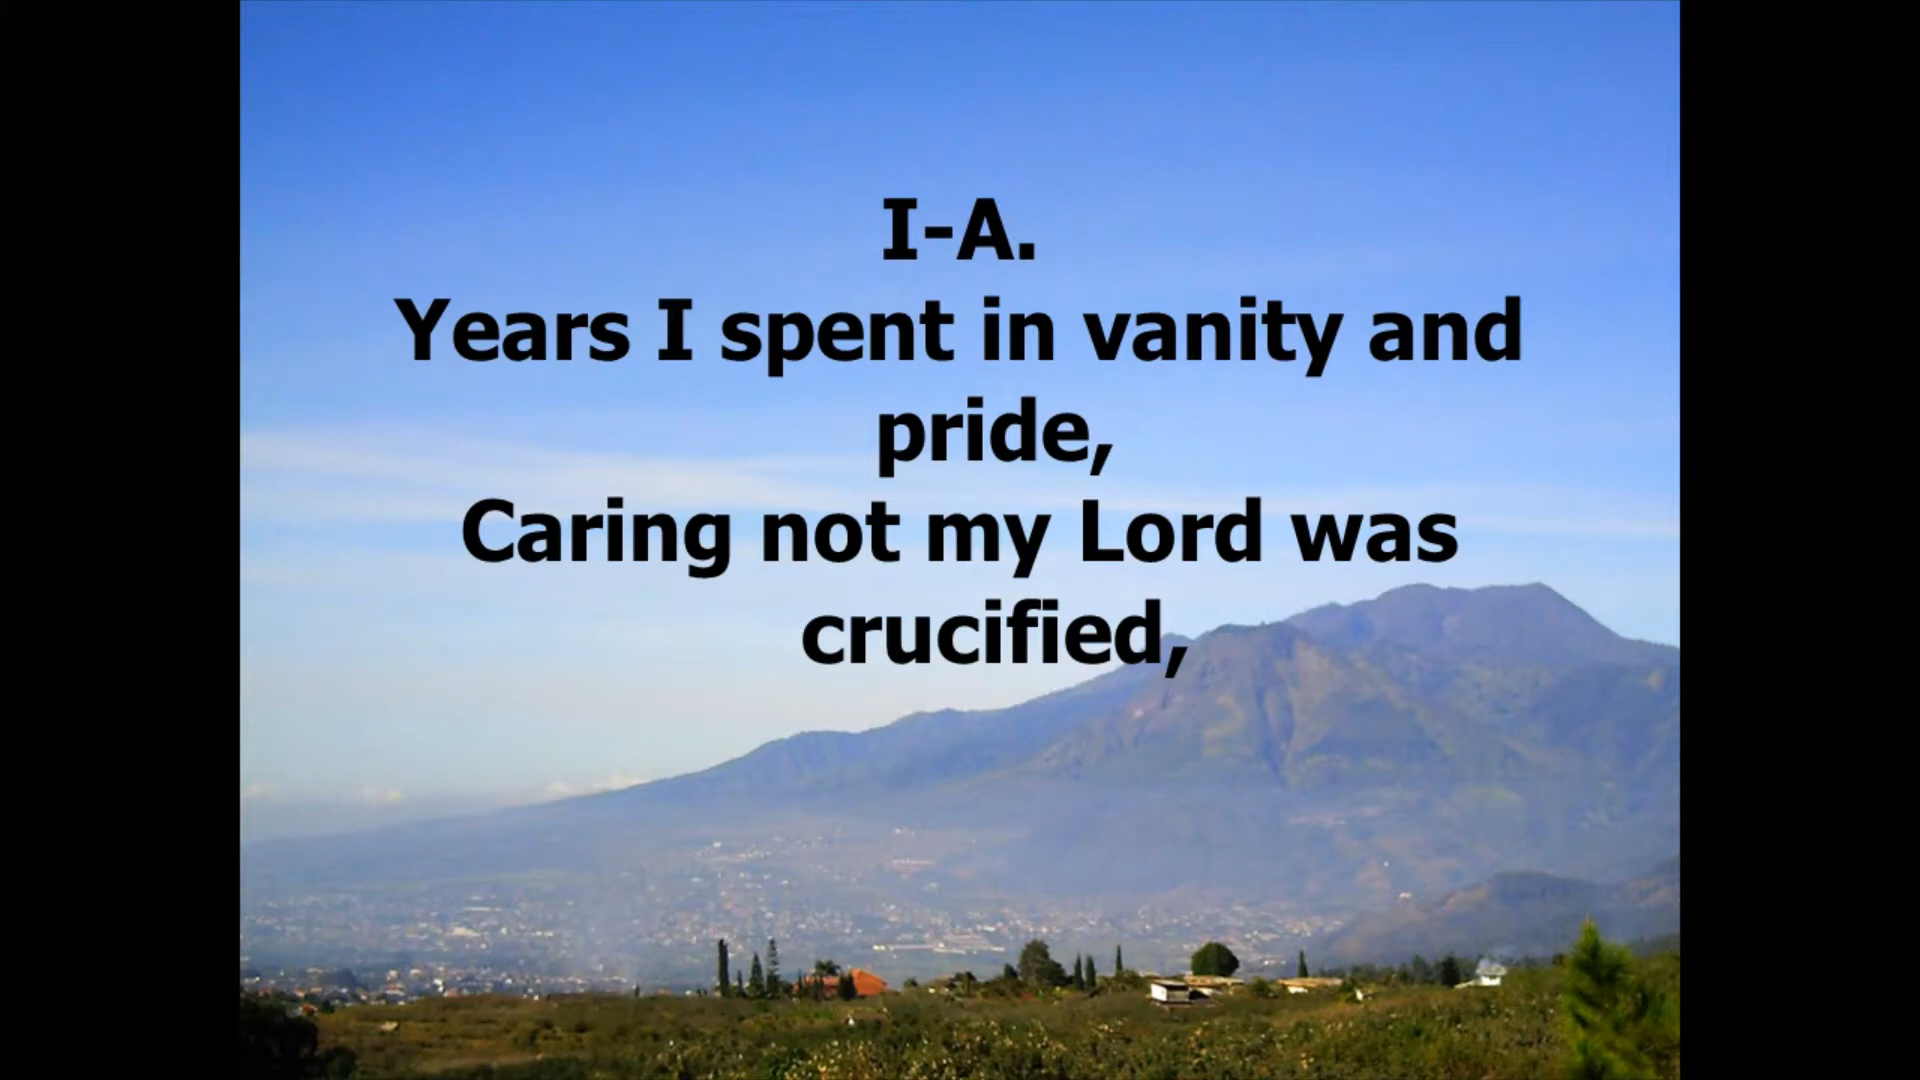 I-A.
Years I spent in vanity and
pride,
Caring not my Lord was
crucified,